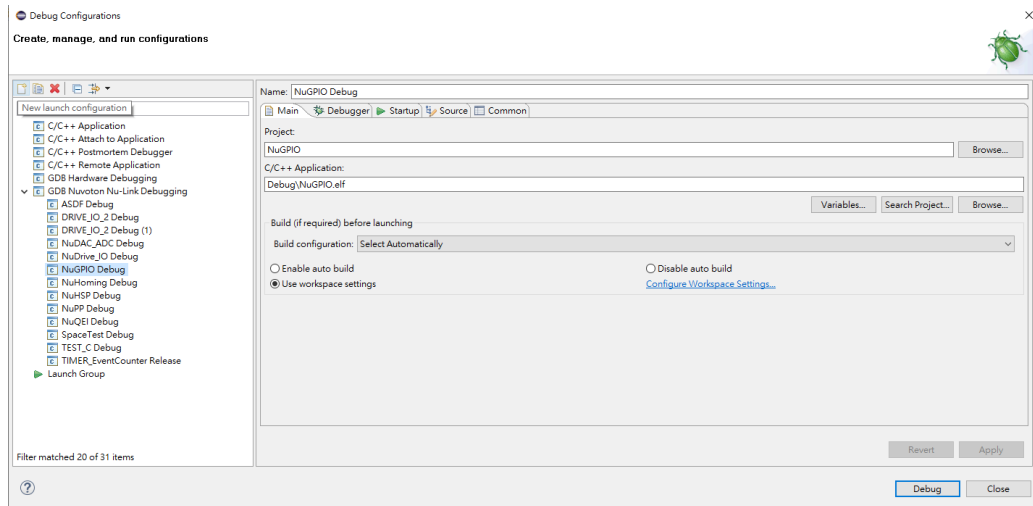 Debug Configurations
Create, manage, and run configurations
New launch configuration
C/C++ Application
C/C++ Attach to Application
C/C++ Postmortem Debugger
C/C++ Remote Application
GDB Hardware Debugging
GDB Nuvoton Nu-Link Debugging
ASDF Debug
DRIVE_IO_2 Debug
DRIVE_IO_2 Debug (1)
NuDAC_ADC Debug
NuDrive_IO Debug
NuGPIO Debug
NuHoming Debug
NuHSP Debug
NuPP Debug
NuQEI Debug
SpaceTest Debug
TEST_C Debug
TIMER_EventCounter Release
Launch Group
Filter matched 20 of 31 items
Name: NuGPIO Debug
Main Debugger Startup Source Common
Project:
NuGPIO Browse...
C/C++ Application:
Debug\NuGPIO.elf
Variables... Search Project... Browse...
Build (if required) before launching
Build configuration: Select Automatically
Enable auto build Disable auto build
Use workspace settings Configure Workspace Settings...
Revert Apply
Debug Close